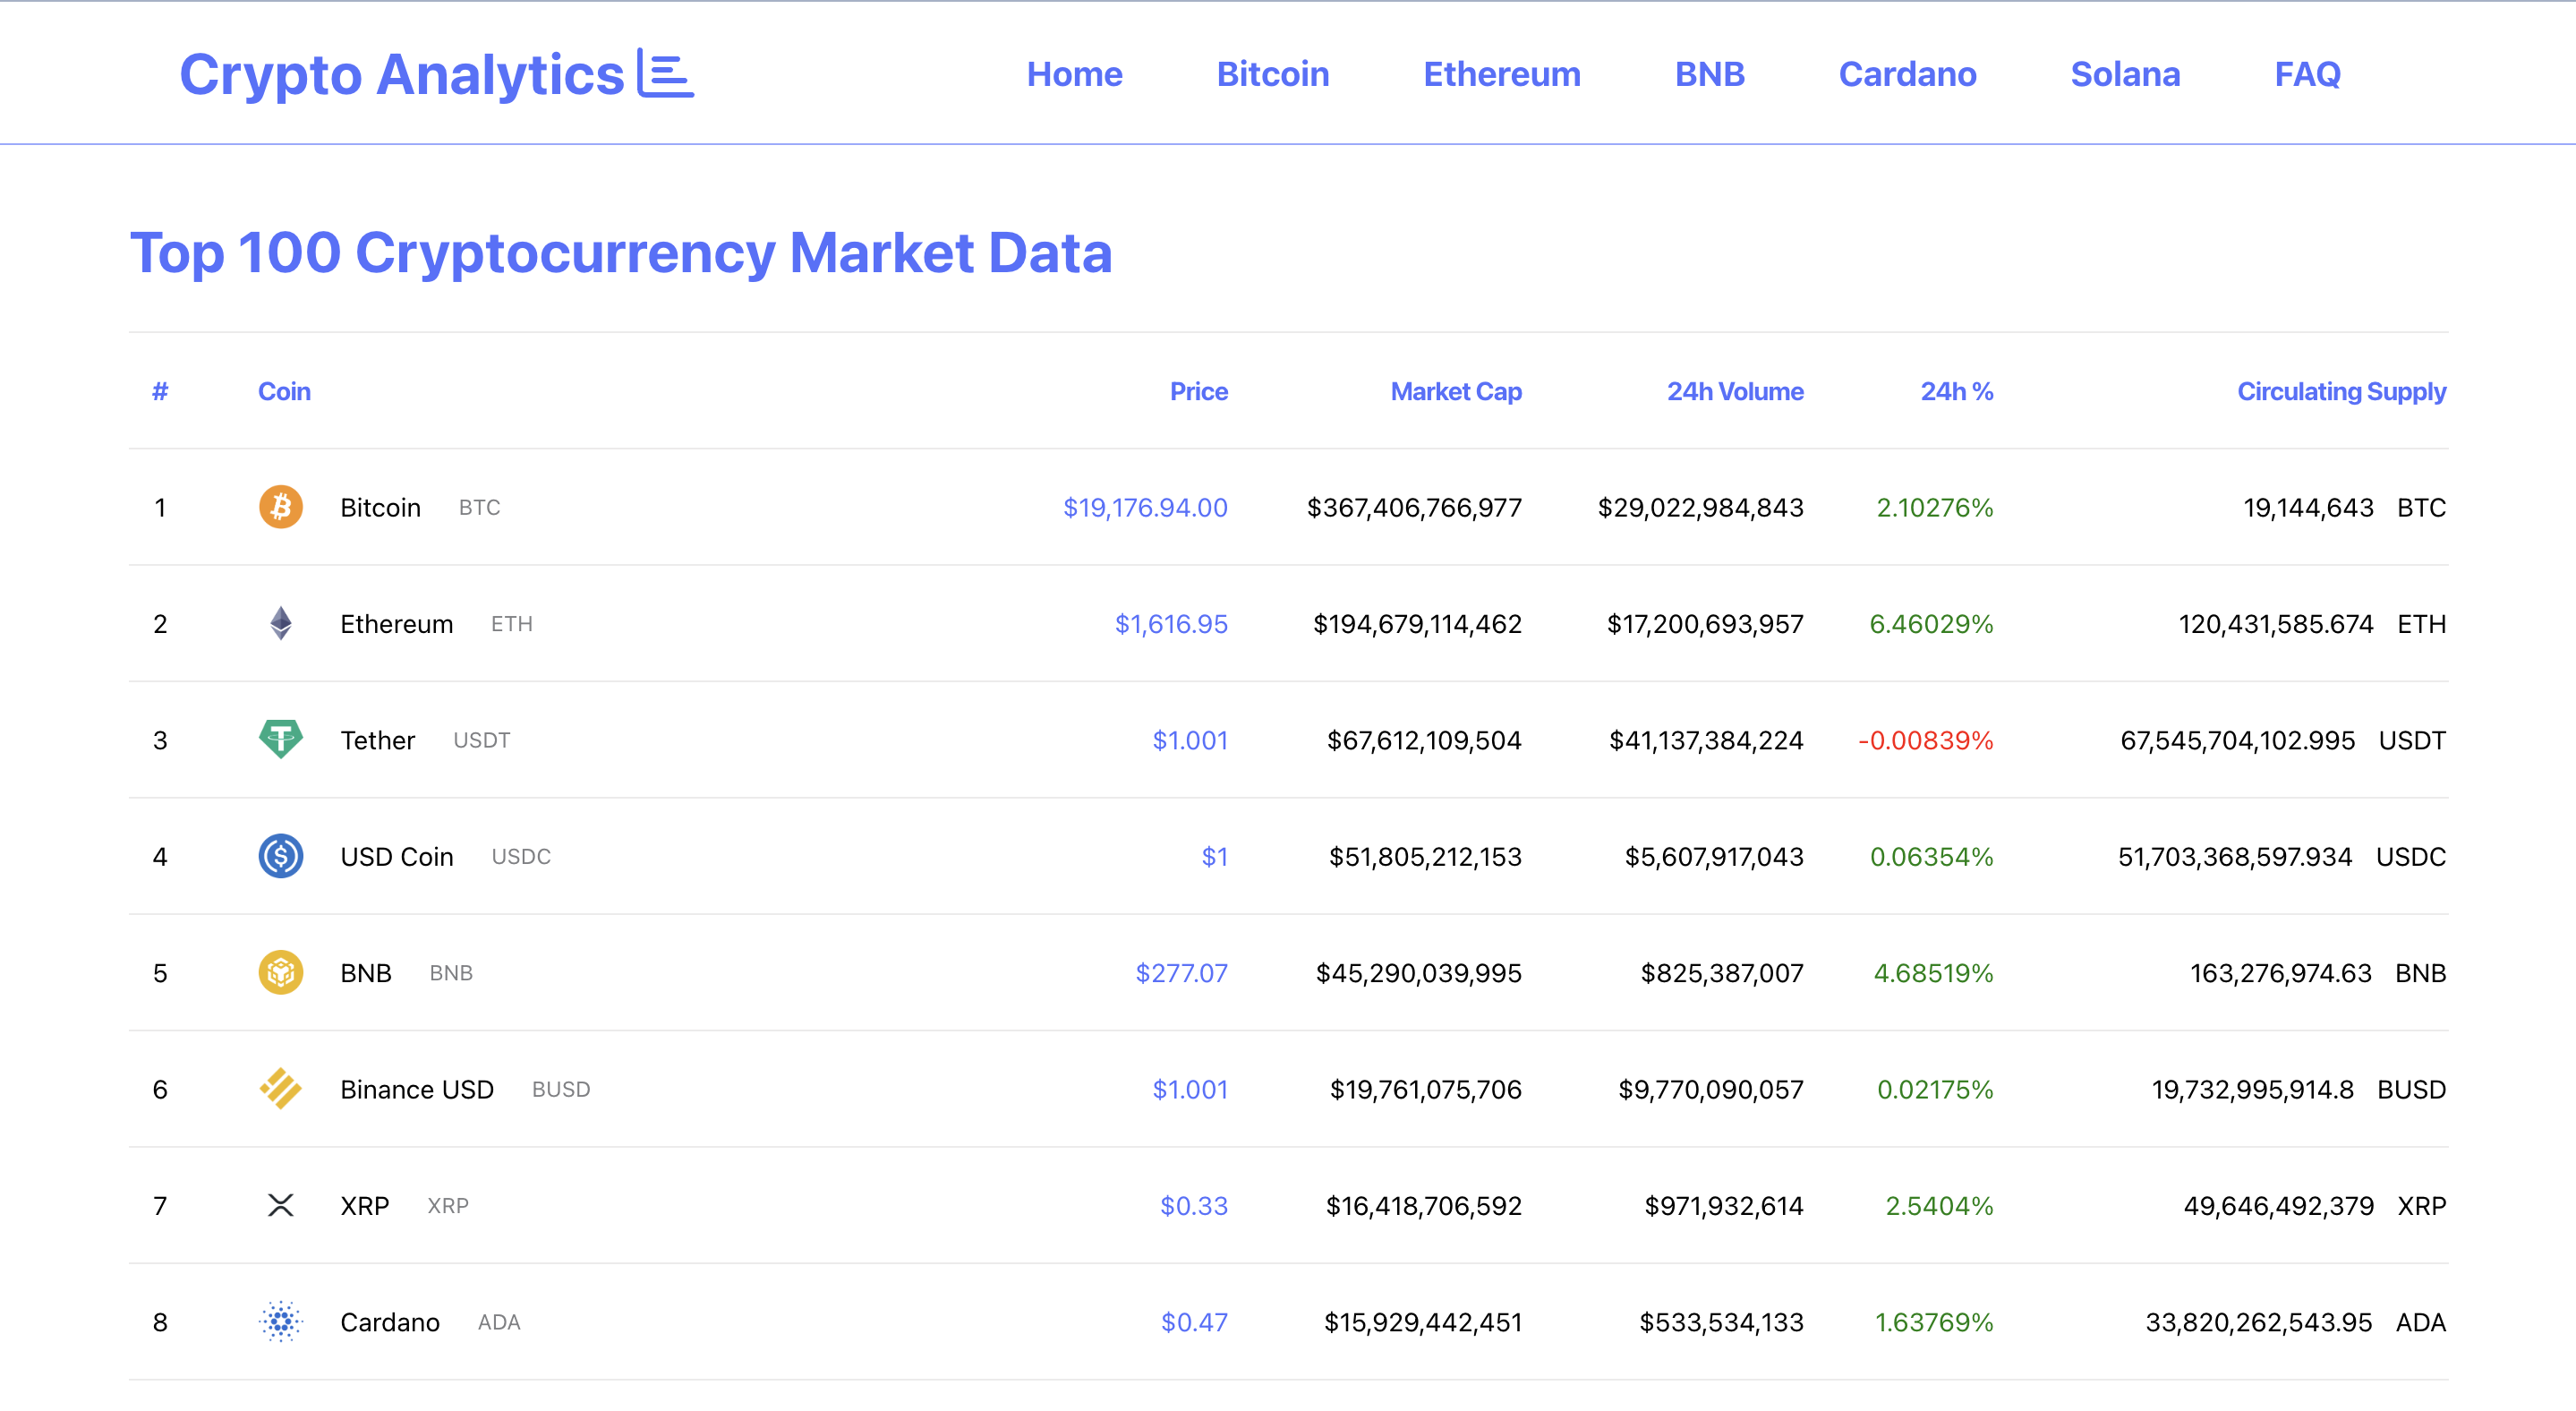 Crypto Analytics Home Bitcoin Ethereum BNB Cardano Solana FAQ
Top 100 Cryptocurrency Market Data
# Coin Price Market Cap 24h Volume 24h % Circulating Supply
1 Bitcoin BTC $19,176.94.00 $367,406,766,977 $29,022,984,843 2.10276% 19,144,643 BTC
2 Ethereum ETH $1,616.95 $194,679,114,462 $17,200,693,957 6.46029% 120,431,585.674 ETH
3 Tether USDT $1.001 $67,612,109,504 $41,137,384,224 -0.00839% 67,545,704,102.995 USDT
4 USD Coin USDC $1 $51,805,212,153 $5,607,917,043 0.06354% 51,703,368,597.934 USDC
5 BNB BNB $277.07 $45,290,039,995 $825,387,007 4.68519% 163,276,974.63 BNB
6 Binance USD BUSD $1.001 $19,761,075,706 $9,770,090,057 0.02175% 19,732,995,914.8 BUSD
7 XRP XRP $0.33 $16,418,706,592 $971,932,614 2.5404% 49,646,492,379 XRP
8 Cardano ADA $0.47 $15,929,442,451 $533,534,133 1.63769% 33,820,262,543.95 ADA